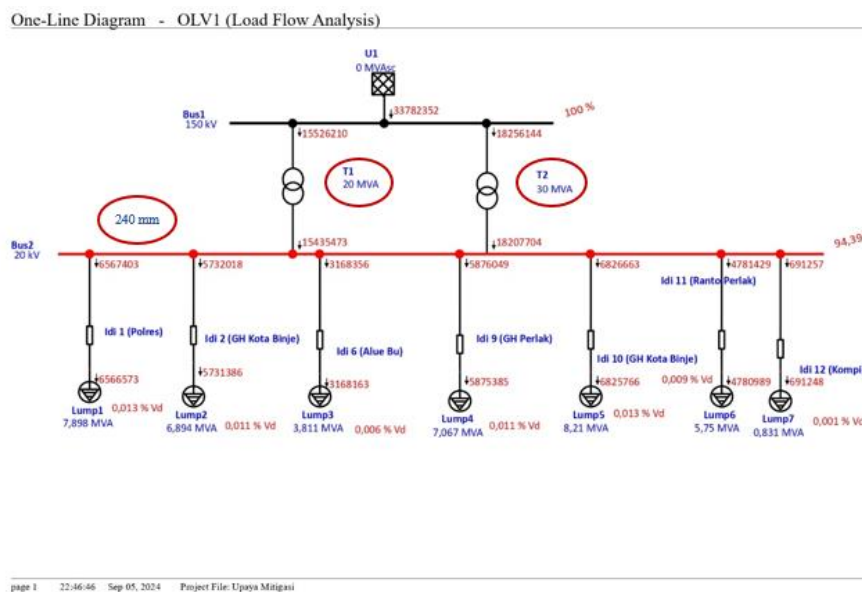 One-Line Diagram - OLV1 (Load Flow Analysis)
U1
0 MVAsc
33782352
Bus1
150 kV
100 %
15526210
18256144
T1
20 MVA
T2
30 MVA
240 mm
Bus2
20 kV
15435473
18207704
94,39
6567403
5732018
3168356
5876049
6826663
4781429
691257
Idi 11 (Ranto Perlak)
Idi 1 (Polres)
Idi 2 (GH Kota Binje)
Idi 6 (Alue Bu)
Idi 9 (GH Perlak)
Idi 10 (GH Kota Binje)
Idi 12 (Kompi
6566573
5731386
3168163
5875385
6825766
0,009 % Vd
4780989
691248
Lump1
7,898 MVA
0,013 % Vd
Lump2
6,894 MVA
0,011 % Vd
Lump3
3,811 MVA
0,006 % Vd
Lump4
7,067 MVA
0,011 % Vd
Lump5
8,21 MVA
0,013 % Vd
Lump6
5,75 MVA
Lump7
0,831 MVA
0,001 % Vd
page 1 22:46:46 Sep 05, 2024 Project File: Upaya Mitigasi